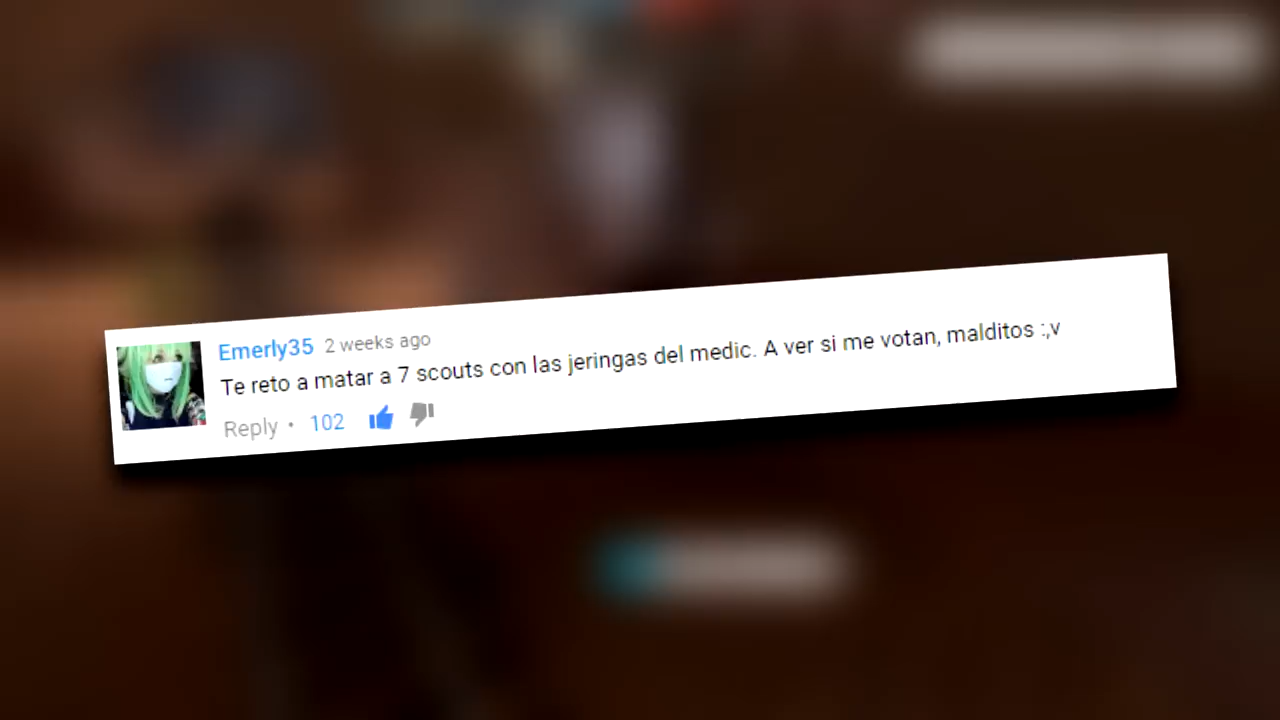 Emerly35 2 weeks ago
Te reto a matar a 7 scouts con las jeringas del medic. A ver si me votan, malditos :,v
Reply • 102